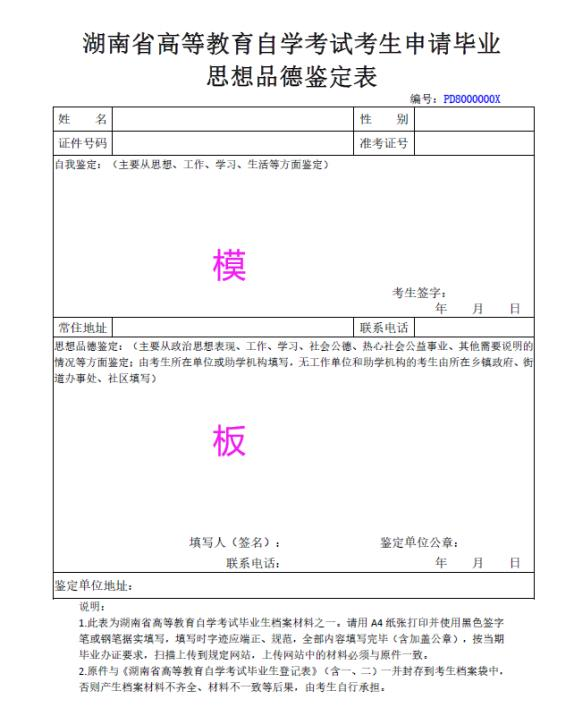 湖南省高等教育自学考试考生申请毕业
思想品德鉴定表
编号：PD8000000X
姓 名
性 别
证件号码
准考证号
自我鉴定：（主要从思想、工作、学习、生活等方面鉴定）
模
考生签字：
年 月 日
常住地址
联系电话
思想品德鉴定：（主要从政治思想表现、工作、学习、社会公德、热心社会公益事业、其他需要说明的
情况等方面鉴定；由考生所在单位或助学机构填写，无工作单位和助学机构的考生由所在乡镇政府、街
道办事处、社区填写）
板
填写人（签名）：
鉴定单位公章：
联系电话：
年 月 日
鉴定单位地址：
说明：
1.此表为湖南省高等教育自学考试毕业生档案材料之一。请用 A4 纸张打印并使用黑色签字
笔或钢笔据实填写，填写时字迹应端正、规范，全部内容填写完毕（含加盖公章），按当期
毕业办证要求，扫描上传到规定网站，上传网站中的材料必须与原件一致。
2.原件与《湖南省高等教育自学考试毕业生登记表》（含一、二）一并封存到考生档案袋中，
否则产生档案材料不齐全、材料不一致等后果，由考生自行承担。